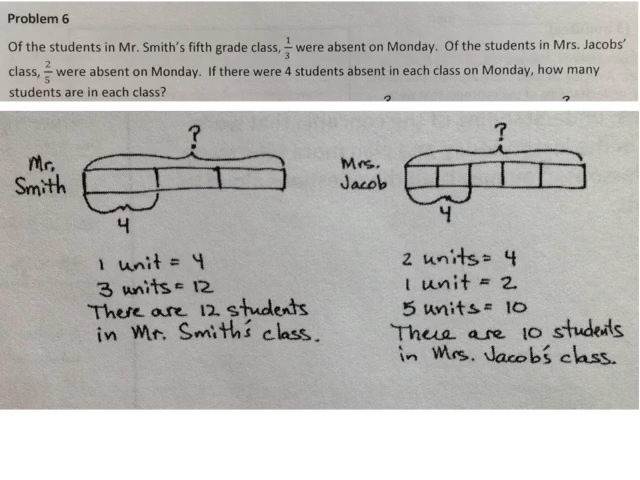 Problem 6
Of the students in Mr. Smith's fifth grade class, 1/3 were absent on Monday. Of the students in Mrs. Jacobs'
class, 2/5 were absent on Monday. If there were 4 students absent in each class on Monday, how many
students are in each class?
? ?
Mr. Smith
4
1 unit = 4
3 units = 12
There are 12 students
in Mr. Smith's class.
?
Mrs. Jacob
4
2 units = 4
1 unit = 2
5 units = 10
There are 10 students
in Mrs. Jacob's class.